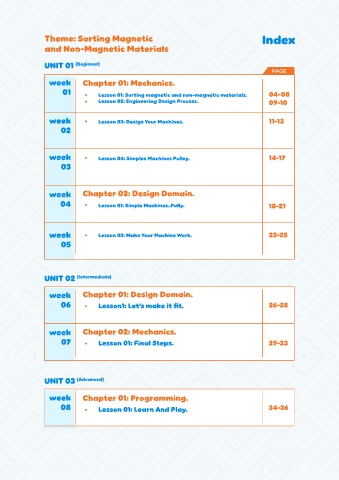 Theme: Sorting Magnetic
and Non-Magnetic Materials
Index
UNIT 01 (Beginner)
PAGE
week 01
Chapter 01: Mechanics.
• Lesson 01: Sorting magnetic and non-magnetic materials. 04-08
• Lesson 02: Engineering Design Process. 09-10
week 02
• Lesson 03: Design Your Machines. 11-13
week 03
• Lesson 04: Simples Machines Pulley. 14-17
week 04
Chapter 02: Design Domain.
• Lesson 01: Simple Machines..Pully. 18-21
week 05
• Lesson 02: Make Your Machine Work. 22-25
UNIT 02 (Intermediate)
week 06
Chapter 01: Design Domain.
• Lesson1: Let's make it fit. 26-28
week 07
Chapter 02: Mechanics.
• Lesson 01: Final Steps. 29-33
UNIT 03 (Advanced)
week 08
Chapter 01: Programming.
• Lesson 01: Learn And Play. 34-36